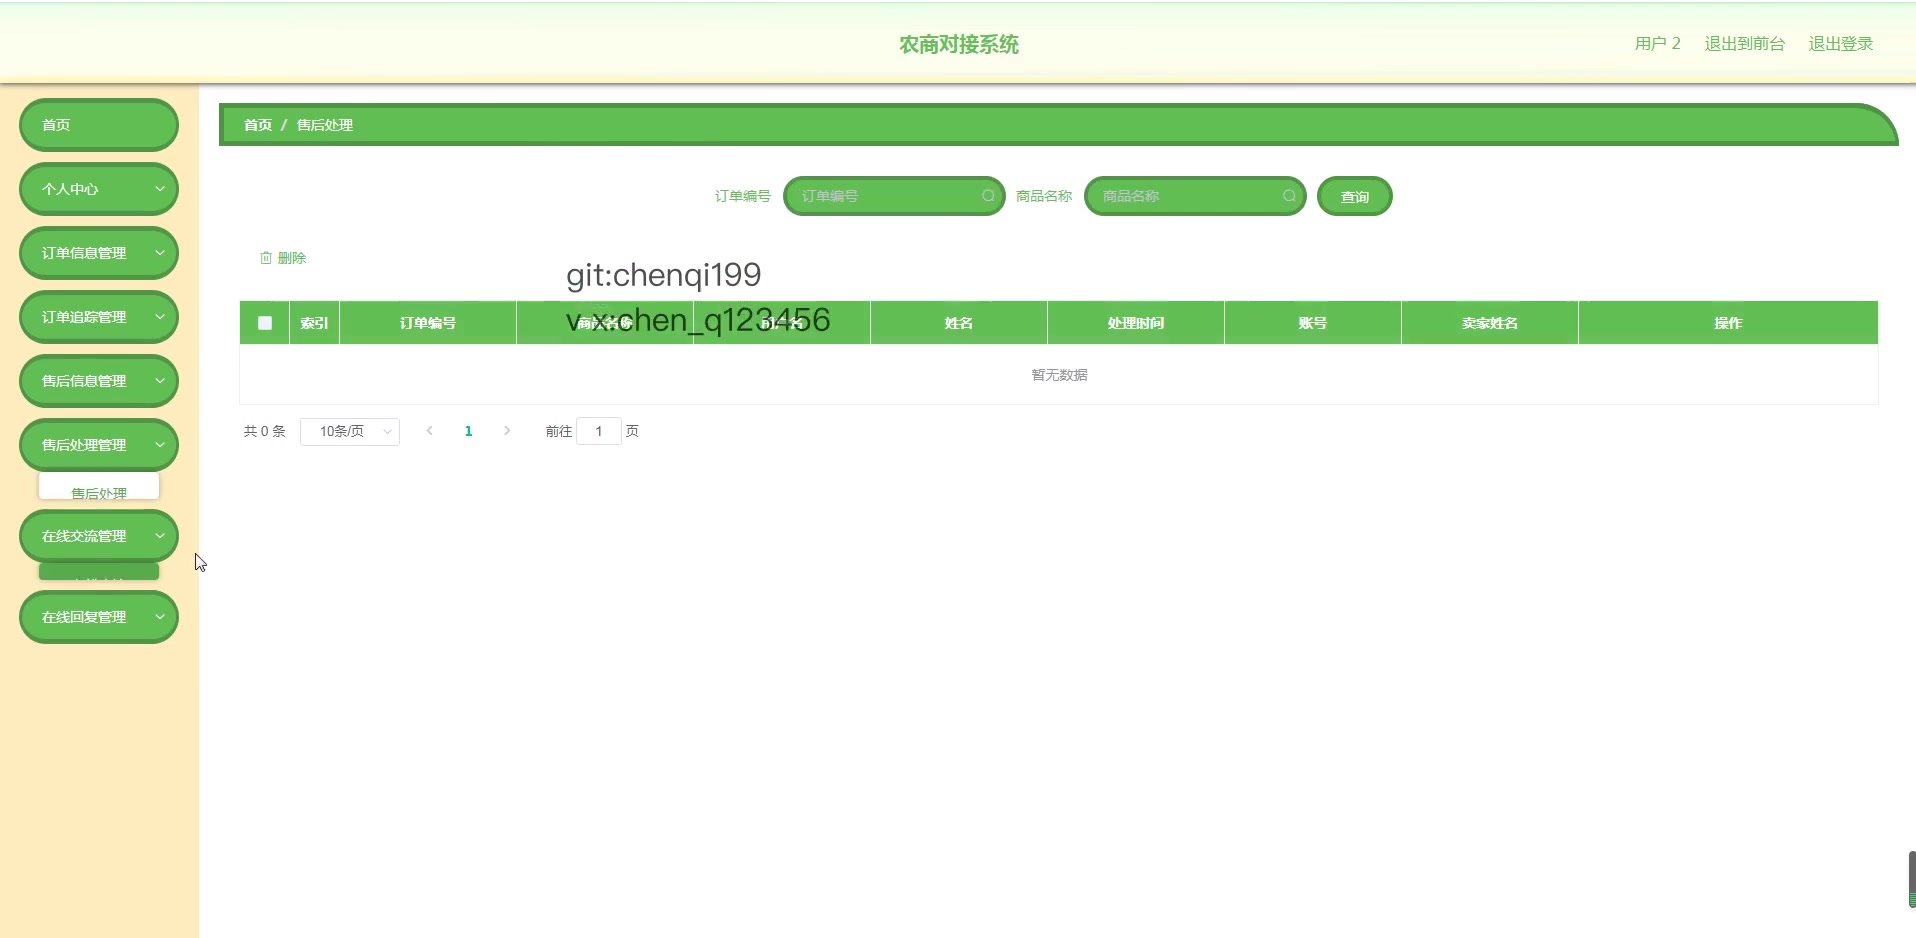 农商对接系统
用户 2 退出到前台 退出登录
首页
个人中心
订单信息管理
订单追踪管理
售后信息管理
售后处理管理
售后处理
在线交流管理
在线回复管理
首页 / 售后处理
订单编号 订单编号 商品名称 商品名称 查询
删除
git:chenqi199
v-x:chen_q123456
索引 订单编号 商品名称 用户名 姓名 处理时间 账号 卖家姓名 操作
暂无数据
共 0 条 10条/页 1 前往 1 页